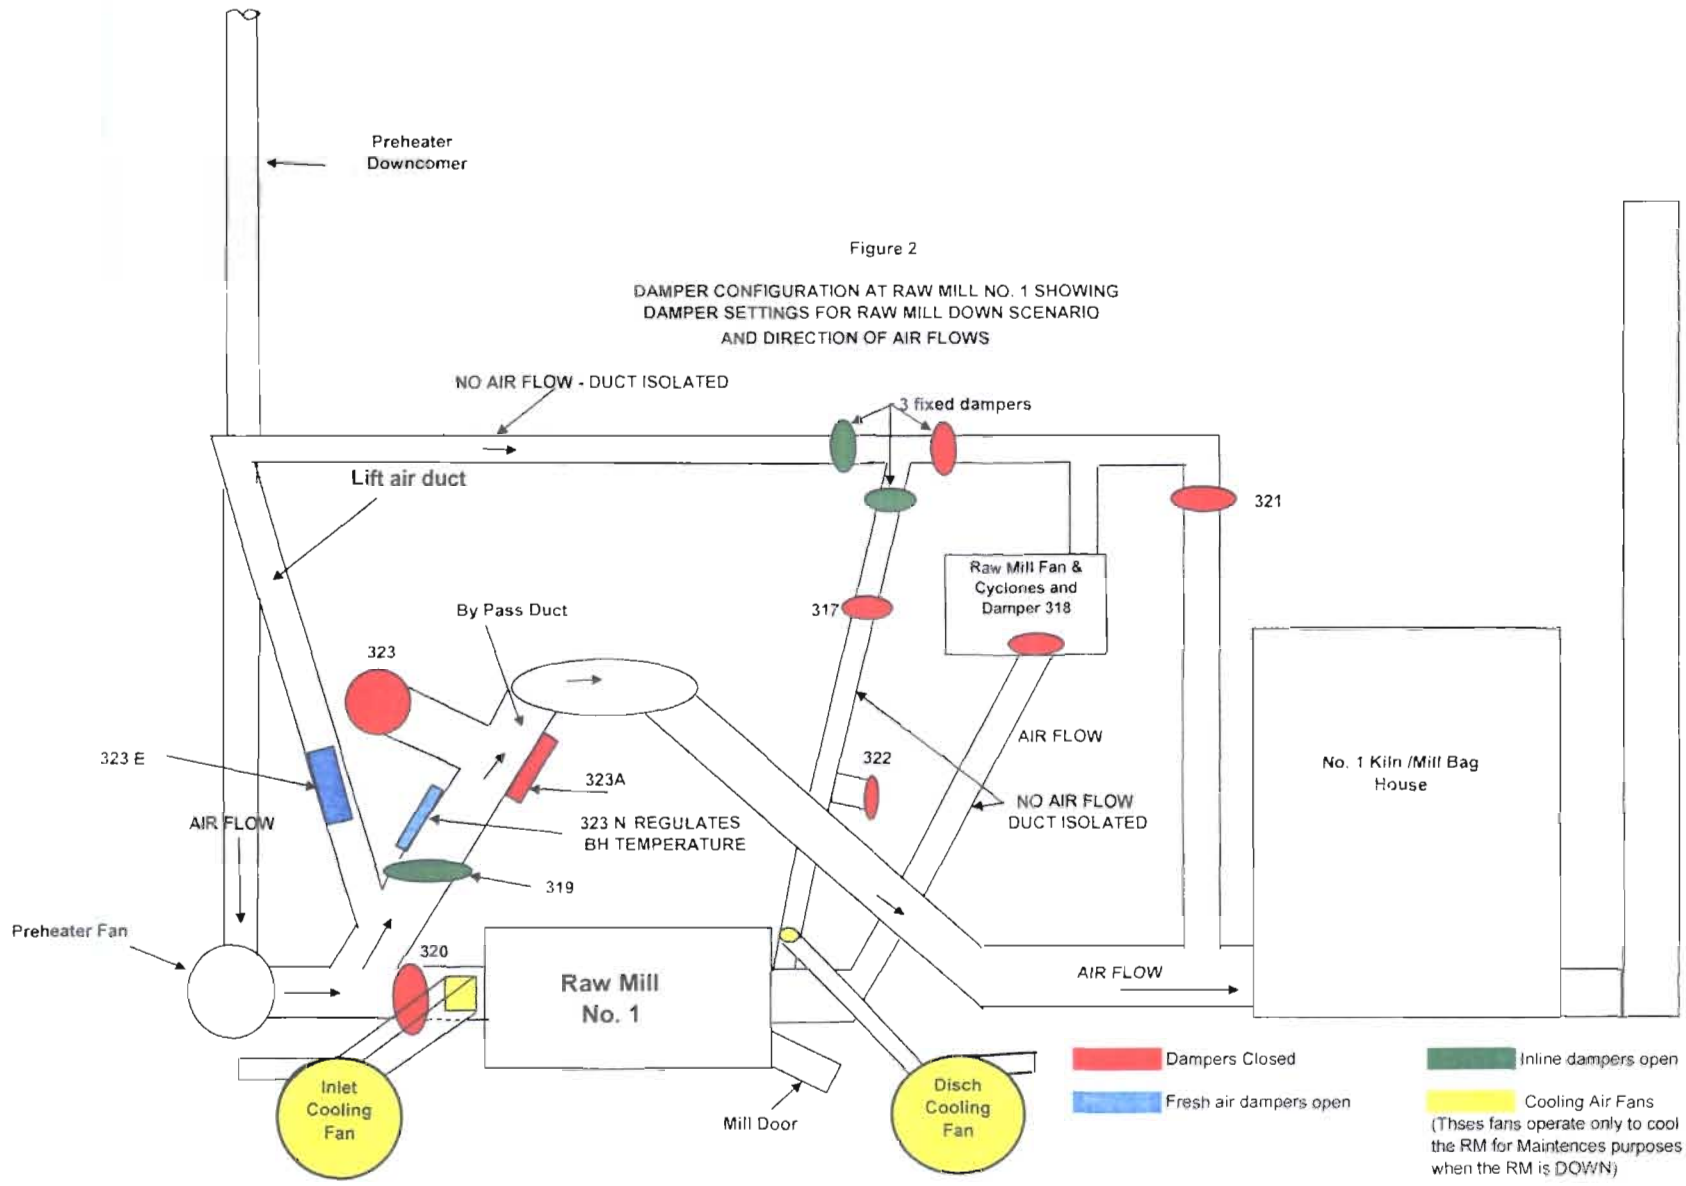 Preheater
Downcomer
Figure 2
DAMPER CONFIGURATION AT RAW MILL NO. 1 SHOWING
DAMPER SETTINGS FOR RAW MILL DOWN SCENARIO
AND DIRECTION OF AIR FLOWS
NO AIR FLOW - DUCT ISOLATED
3 fixed dampers
Lift air duct
321
Raw Mill Fan &
Cyclones and
Damper 318
317
By Pass Duct
323
AIR FLOW
322
323 E
323A
No. 1 Kiln /Mill Bag
House
NO AIR FLOW
DUCT ISOLATED
AIR FLOW
323 N REGULATES
BH TEMPERATURE
319
Preheater Fan
320
Raw Mill
No. 1
AIR FLOW
Inlet
Cooling
Fan
Mill Door
Disch
Cooling
Fan
Dampers Closed
Inline dampers open
Fresh air dampers open
Cooling Air Fans
(Thses fans operate only to cool
the RM for Maintences purposes
when the RM is DOWN)